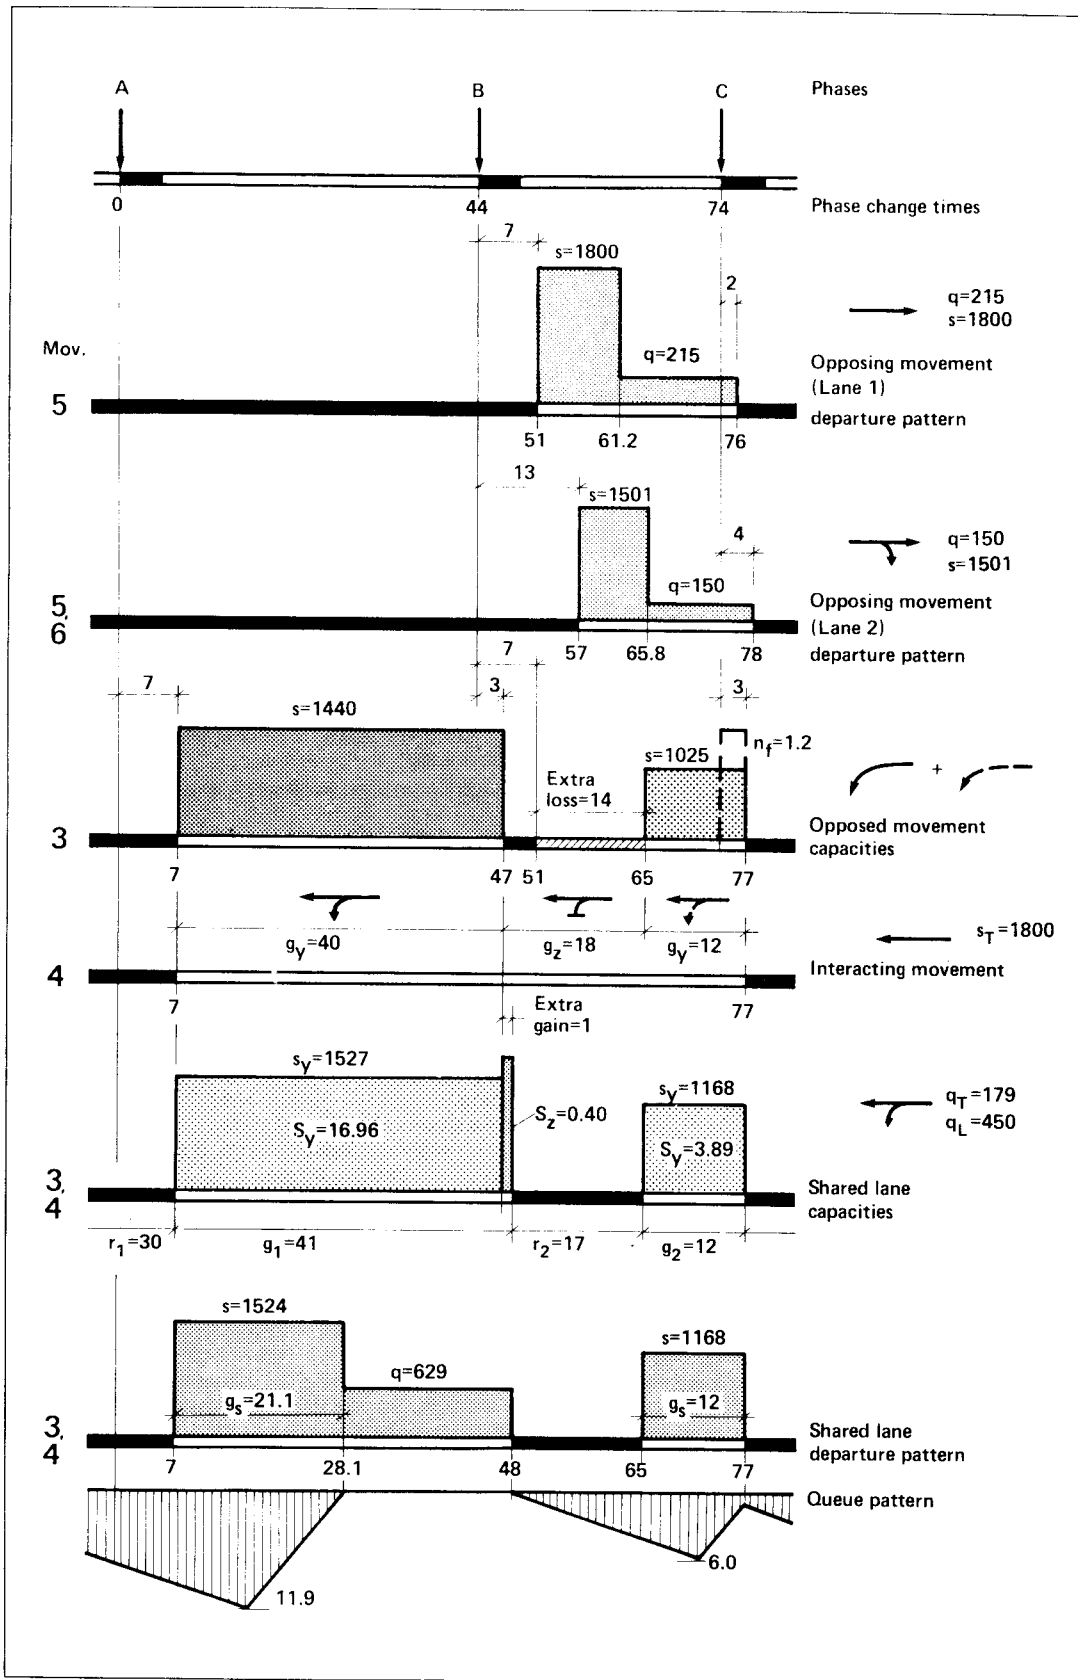 A B C Phases
0 44 74 Phase change times
7
s=1800
2
q=215
s=1800
Mov.
q=215
Opposing movement
(Lane 1)
departure pattern
5
51 61.2 76
13
s=1501
4
q=150
s=1501
q=150
5,
6
Opposing movement
(Lane 2)
departure pattern
57 65.8 78
7
7 3 3
s=1440
n_f=1.2
s=1025
+
Extra
loss=14
3
Opposed movement
capacities
7 47 51 65 77
g_y=40 g_z=18 g_y=12
s_T=1800
4
Interacting movement
7 77
Extra
gain=1
s_y=1527
s_y=1168
q_T=179
q_L=450
S_z=0.40
S_y=16.96
S_y=3.89
3,
4
Shared lane
capacities
r_1=30 g_1=41 r_2=17 g_2=12
s=1524
s=1168
q=629
g_s=21.1
g_s=12
3,
4
Shared lane
departure pattern
7 28.1 48 65 77
Queue pattern
6.0
11.9